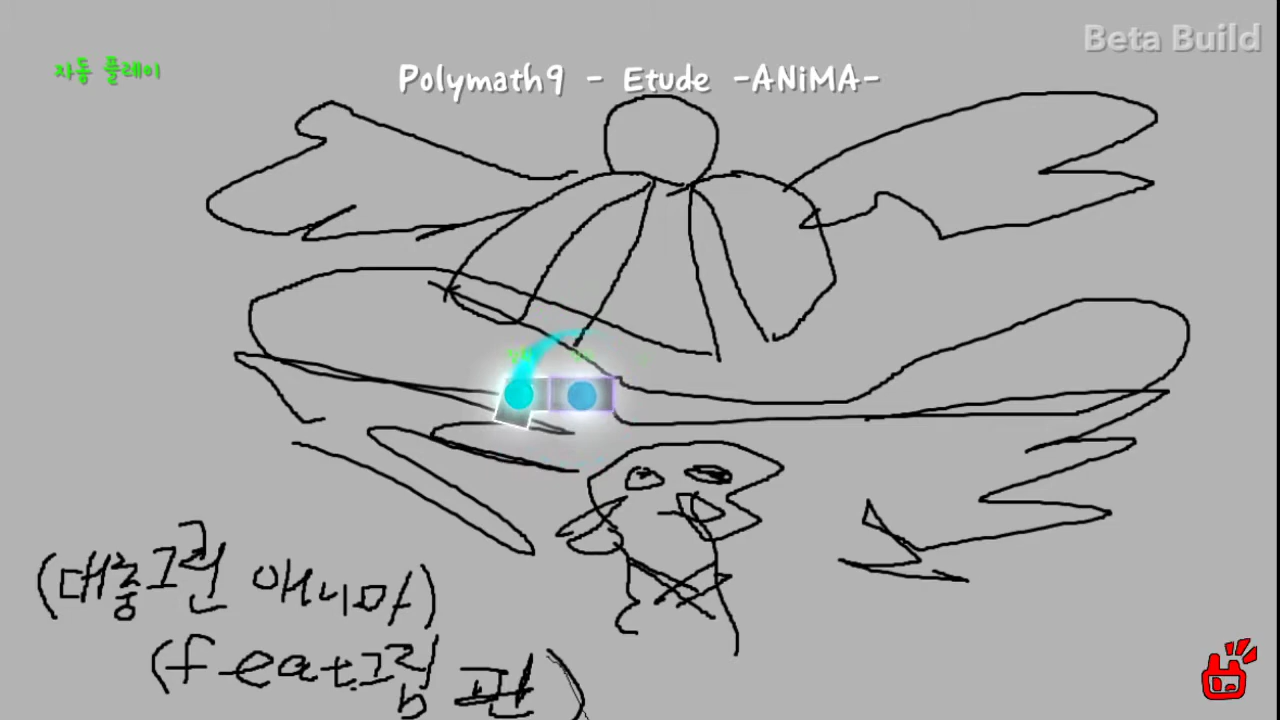 Beta Build
자동 플레이
Polymath9 - Etude -ANiMA-
(대충그린 애니마)
(feat.그림판)